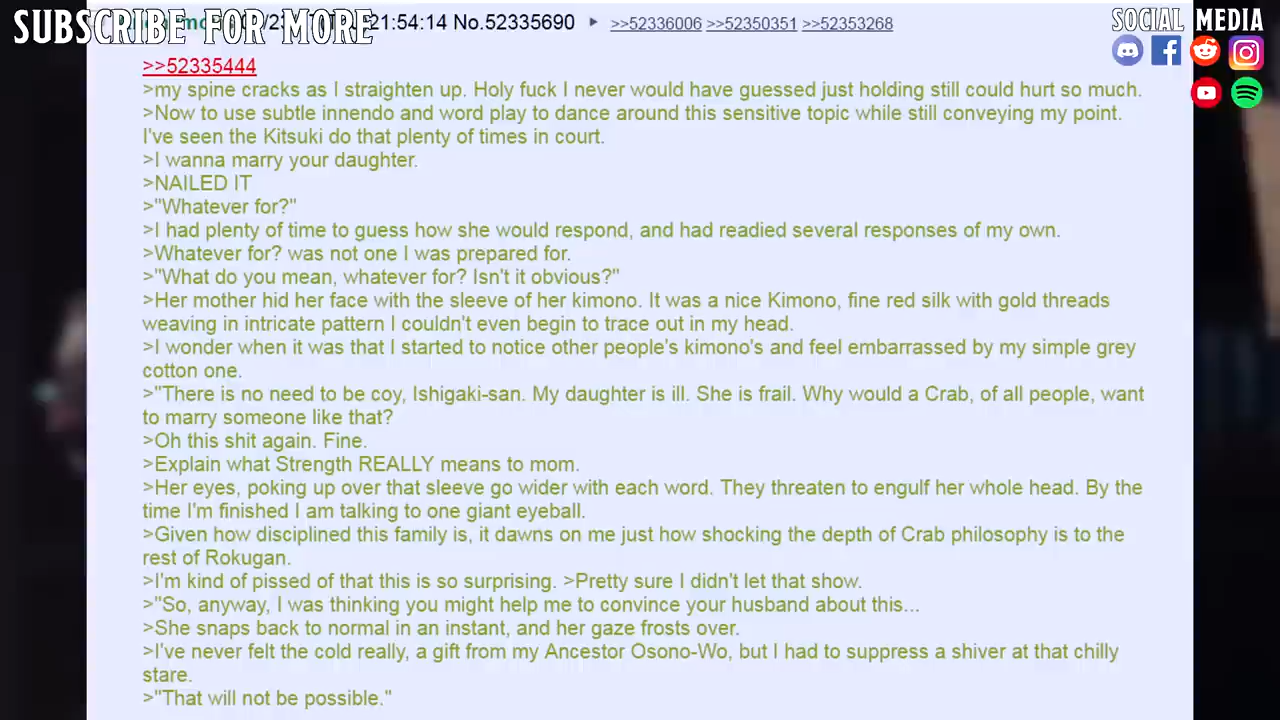 SUBSCRIBE FOR MORE
21:54:14 No.52335690 ▶ >>52336006 >>52350351 >>52353268
SOCIAL MEDIA
>>52335444
>my spine cracks as I straighten up. Holy fuck I never would have guessed just holding still could hurt so much.
>Now to use subtle innendo and word play to dance around this sensitive topic while still conveying my point.
I've seen the Kitsuki do that plenty of times in court.
>I wanna marry your daughter.
>NAILED IT
>"Whatever for?"
>I had plenty of time to guess how she would respond, and had readied several responses of my own.
>Whatever for? was not one I was prepared for.
>"What do you mean, whatever for? Isn't it obvious?"
>Her mother hid her face with the sleeve of her kimono. It was a nice Kimono, fine red silk with gold threads
weaving in intricate pattern I couldn't even begin to trace out in my head.
>I wonder when it was that I started to notice other people's kimono's and feel embarrassed by my simple grey
cotton one.
>"There is no need to be coy, Ishigaki-san. My daughter is ill. She is frail. Why would a Crab, of all people, want
to marry someone like that?
>Oh this shit again. Fine.
>Explain what Strength REALLY means to mom.
>Her eyes, poking up over that sleeve go wider with each word. They threaten to engulf her whole head. By the
time I'm finished I am talking to one giant eyeball.
>Given how disciplined this family is, it dawns on me just how shocking the depth of Crab philosophy is to the
rest of Rokugan.
>I'm kind of pissed of that this is so surprising. >Pretty sure I didn't let that show.
>"So, anyway, I was thinking you might help me to convince your husband about this...
>She snaps back to normal in an instant, and her gaze frosts over.
>I've never felt the cold really, a gift from my Ancestor Osono-Wo, but I had to suppress a shiver at that chilly
stare.
>"That will not be possible."